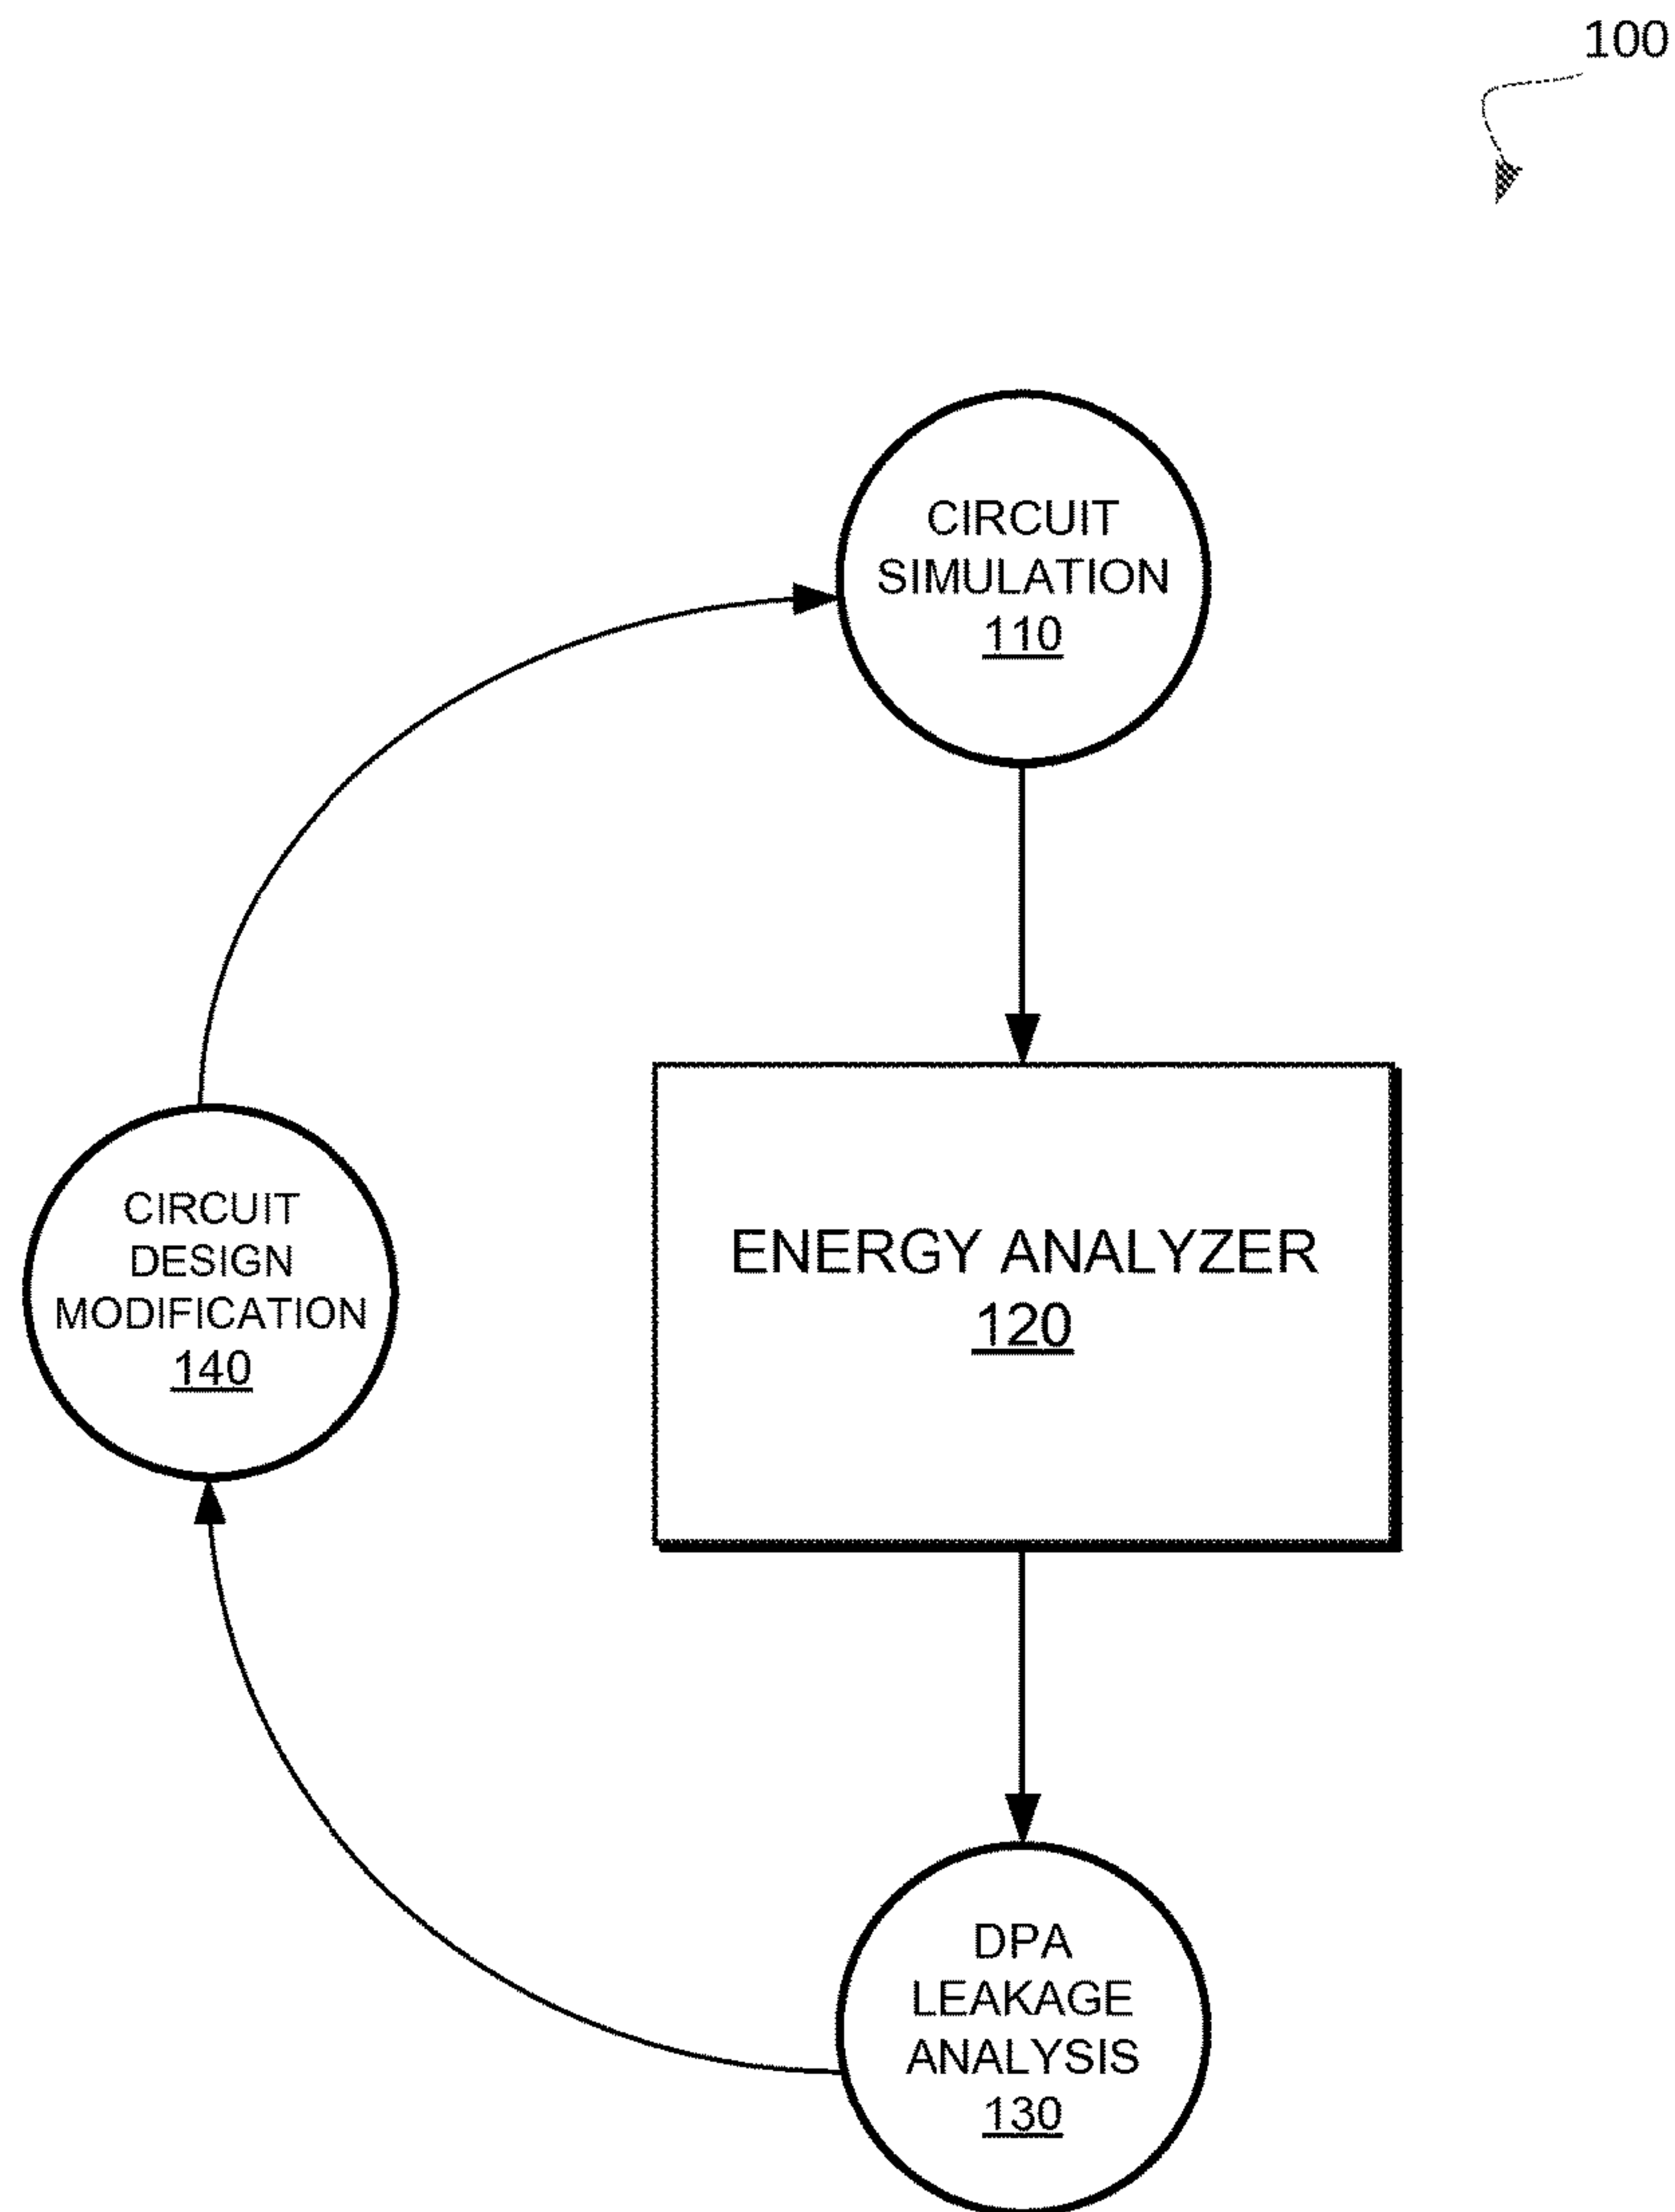 100
CIRCUIT
SIMULATION
110
ENERGY ANALYZER
120
CIRCUIT
DESIGN
MODIFICATION
140
DPA
LEAKAGE
ANALYSIS
130